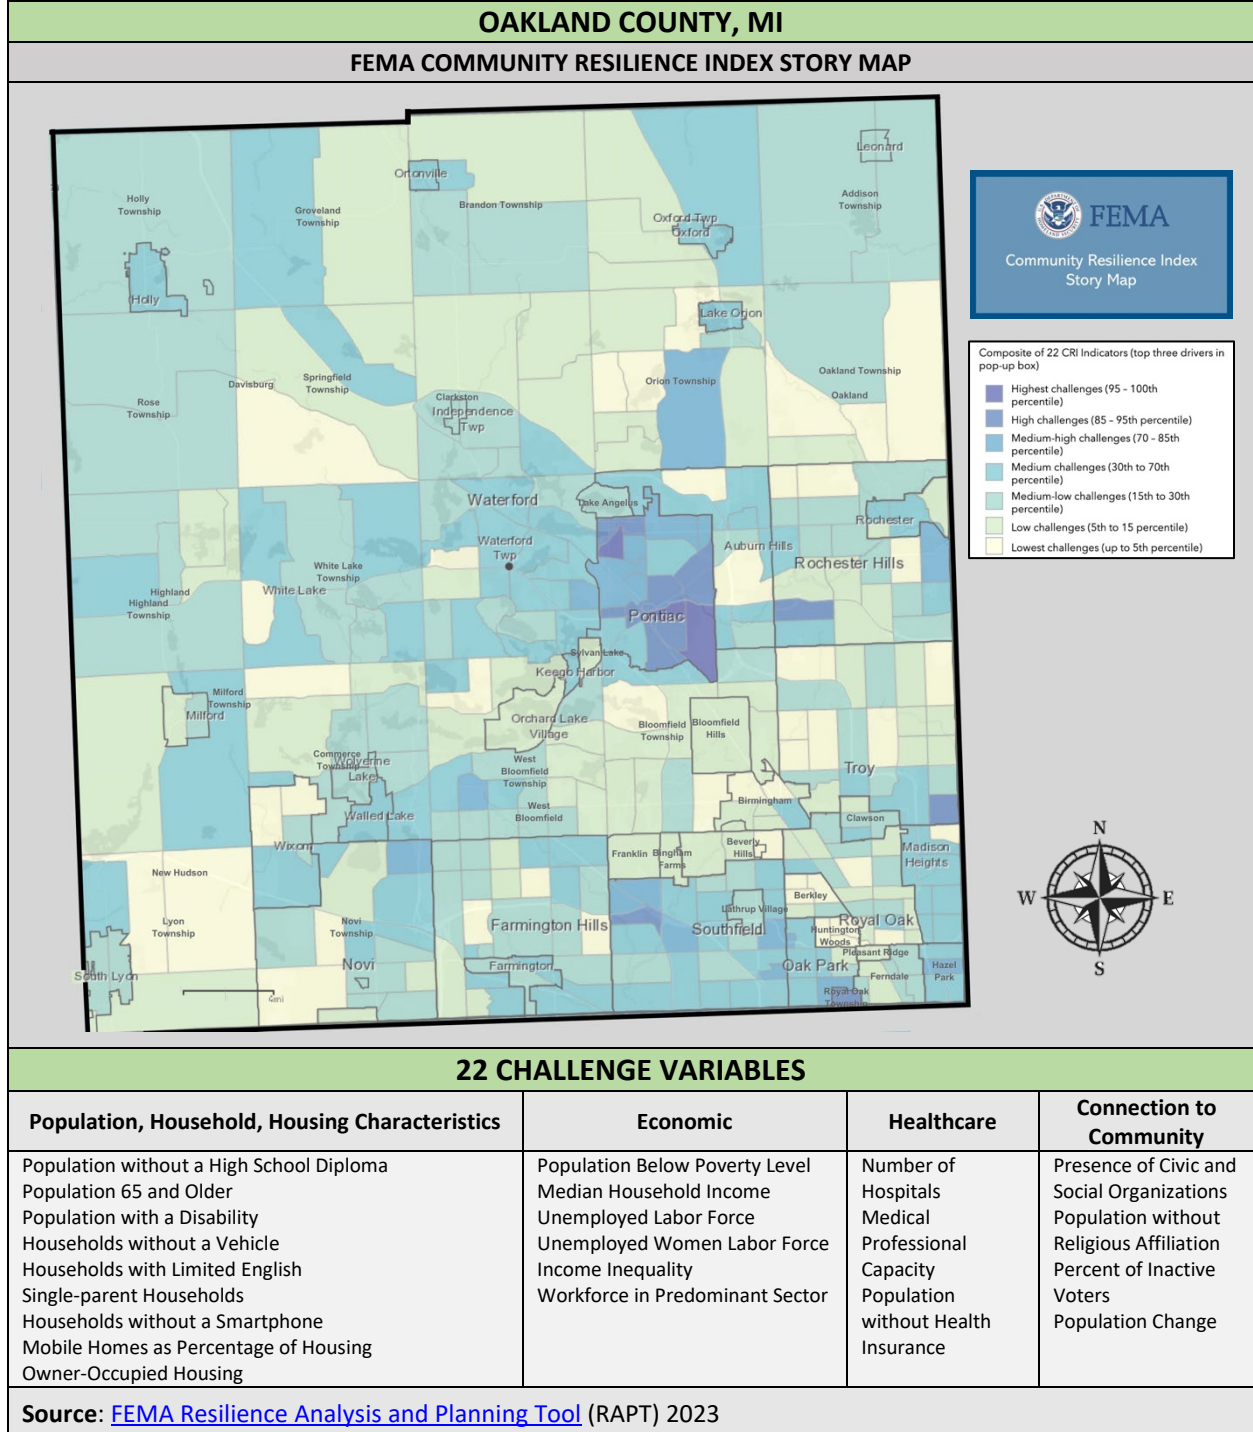 OAKLAND COUNTY, MI
FEMA COMMUNITY RESILIENCE INDEX STORY MAP
Leonard
Ortonville
Holly
Township
Groveland
Township
Brandon Township
Addison
Township
Oxford Twp
Oxford
Holly
Lake Orion
Davisburg
Springfield
Township
Orion Township
Oakland Township
Oakland
Rose
Township
Clarkston
Independence
Twp
Waterford
Lake Angelus
Rochester
Waterford
Twp
Auburn Hills
Rochester Hills
White Lake
Township
White Lake
Highland
Highland
Township
Pontiac
Sylvan Lake
Keego Harbor
Milford
Township
Milford
Orchard Lake
Village
Bloomfield
Township
Bloomfield
Hills
Commerce
Township
Wolverine
Lake
West
Bloomfield
Township
Troy
Walled Lake
West
Bloomfield
Birmingham
Clawson
Wixom
Franklin
Bingham
Farms
Beverly
Hills
Madison
Heights
New Hudson
Berkley
Lyon
Township
Novi
Township
Farmington Hills
Lathrup Village
Southfield
Royal Oak
Huntington
Woods
Pleasant Ridge
South Lyon
Novi
Farmington
Oak Park
Ferndale
Hazel
Park
Royal Oak
Township
4mi
U.S. DEPARTMENT OF
HOMELAND SECURITY
FEMA
Community Resilience Index
Story Map
Composite of 22 CRI Indicators (top three drivers in
pop-up box)
Highest challenges (95 - 100th
percentile)
High challenges (85 - 95th percentile)
Medium-high challenges (70 - 85th
percentile)
Medium challenges (30th to 70th
percentile)
Medium-low challenges (15th to 30th
percentile)
Low challenges (5th to 15 percentile)
Lowest challenges (up to 5th percentile)
N
W
E
S
22 CHALLENGE VARIABLES
Population, Household, Housing Characteristics
Population without a High School Diploma
Population 65 and Older
Population with a Disability
Households without a Vehicle
Households with Limited English
Single-parent Households
Households without a Smartphone
Mobile Homes as Percentage of Housing
Owner-Occupied Housing
Economic
Population Below Poverty Level
Median Household Income
Unemployed Labor Force
Unemployed Women Labor Force
Income Inequality
Workforce in Predominant Sector
Healthcare
Number of
Hospitals
Medical
Professional
Capacity
Population
without Health
Insurance
Connection to
Community
Presence of Civic and
Social Organizations
Population without
Religious Affiliation
Percent of Inactive
Voters
Population Change
Source: FEMA Resilience Analysis and Planning Tool (RAPT) 2023